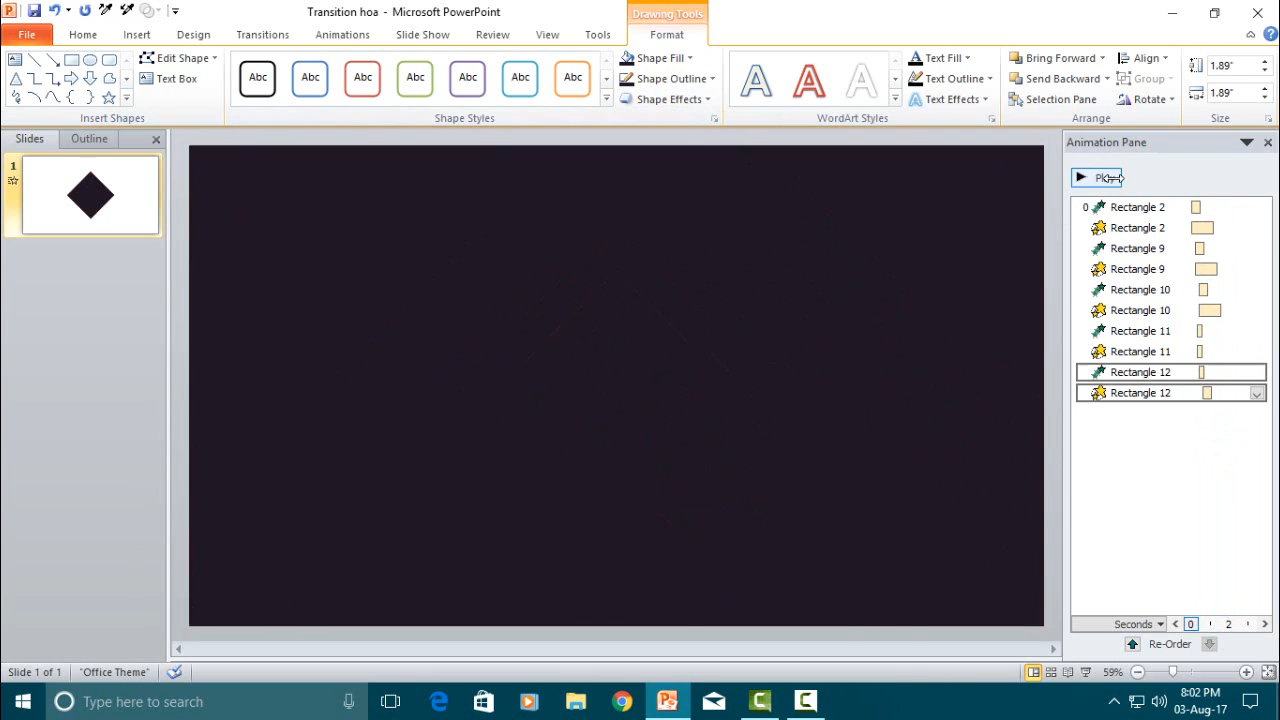 Transition hoa - Microsoft PowerPoint
Drawing Tools
File Home Insert Design Transitions Animations Slide Show Review View Tools Format
Edit Shape
Text Box
Insert Shapes
Abc Abc Abc Abc Abc Abc Abc
Shape Fill
Shape Outline
Shape Effects
Shape Styles
A A A
Text Fill
Text Outline
Text Effects
WordArt Styles
Bring Forward
Send Backward
Selection Pane
Align
Group
Rotate
Arrange
1.89"
1.89"
Size
Slides Outline
1
Animation Pane
0 Rectangle 2
Rectangle 2
Rectangle 9
Rectangle 9
Rectangle 10
Rectangle 10
Rectangle 11
Rectangle 11
Rectangle 12
Rectangle 12
Seconds 0 2
Re-Order
Slide 1 of 1 "Office Theme" 59%
Type here to search
8:02 PM
03-Aug-17